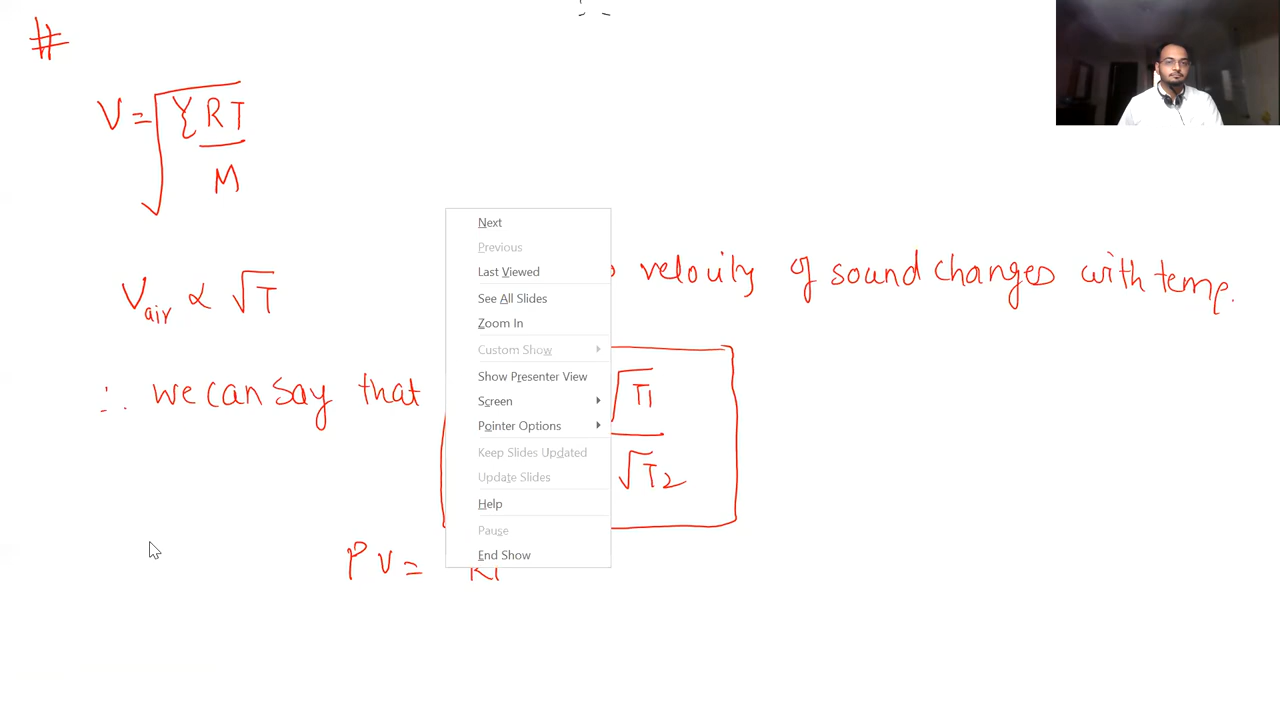 #
V = √γRT
M
Next
Previous
Last Viewed
velouity of sound changes with temp.
Vair ∝ √T
See All Slides
Zoom In
Custom Show
Show Presenter View
∴ we can say that
√T1
Screen
Pointer Options
Keep Slides Updated
√T2
Update Slides
Help
Pause
End Show
PV = RT